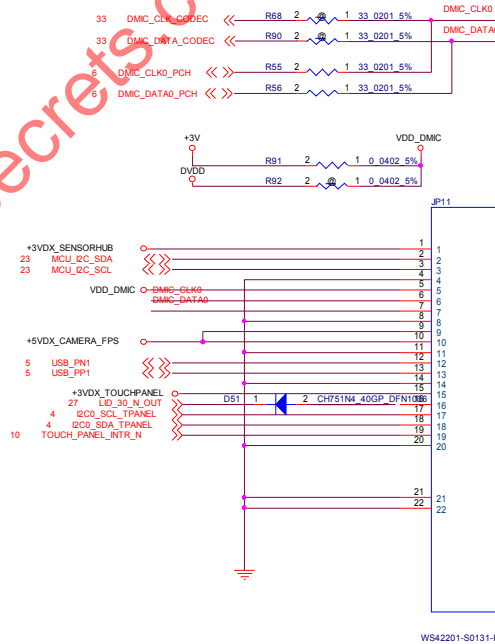 DMIC_CLK0
33 DMIC_CLK_CODEC R68 2 @ 1 33_0201_5%
DMIC_DATA0
33 DMIC_DATA_CODEC R90 2 @ 1 33_0201_5%
6 DMIC_CLK0_PCH R55 2 1 33_0201_5%
6 DMIC_DATA0_PCH R56 2 1 33_0201_5%
ecrets.c
+3V VDD_DMIC
R91 2 1 0_0402_5%
DVDD
R92 2 @ 1 0_0402_5%
JP11
+3VDX_SENSORHUB 1 1
23 MCU_I2C_SDA 2 2
23 MCU_I2C_SCL 3 3
4 4
VDD_DMIC DMIC_CLK0 5 5
DMIC_DATA0 6 6
7 7
8 8
9 9
+5VDX_CAMERA_FPS 10 10
11 11
5 USB_PN1 12 12
5 USB_PP1 13 13
14 14
+3VDX_TOUCHPANEL 15 15
27 LID_30_N_OUT D51 1 2 CH751N4_40GP_DFN1006 16 16
4 I2C0_SCL_TPANEL 17 17
4 I2C0_SDA_TPANEL 18 18
10 TOUCH_PANEL_INTR_N 19 19
20 20
21 21
22 22
WS42201-S0131-